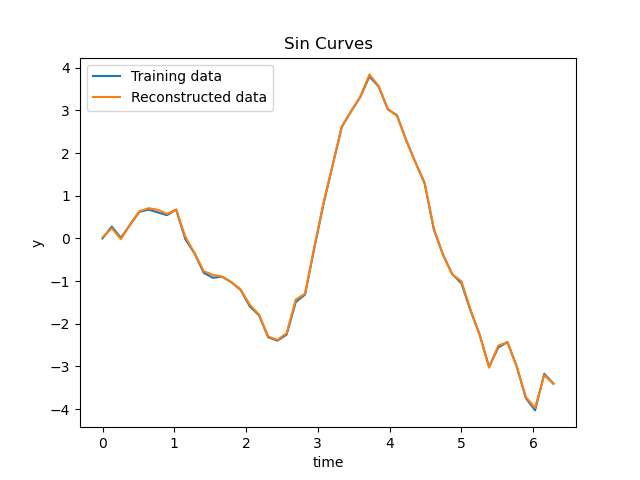 Sin Curves
Training data
Reconstructed data
4
3
2
1
0
−1
−2
−3
−4
y
0 1 2 3 4 5 6
time